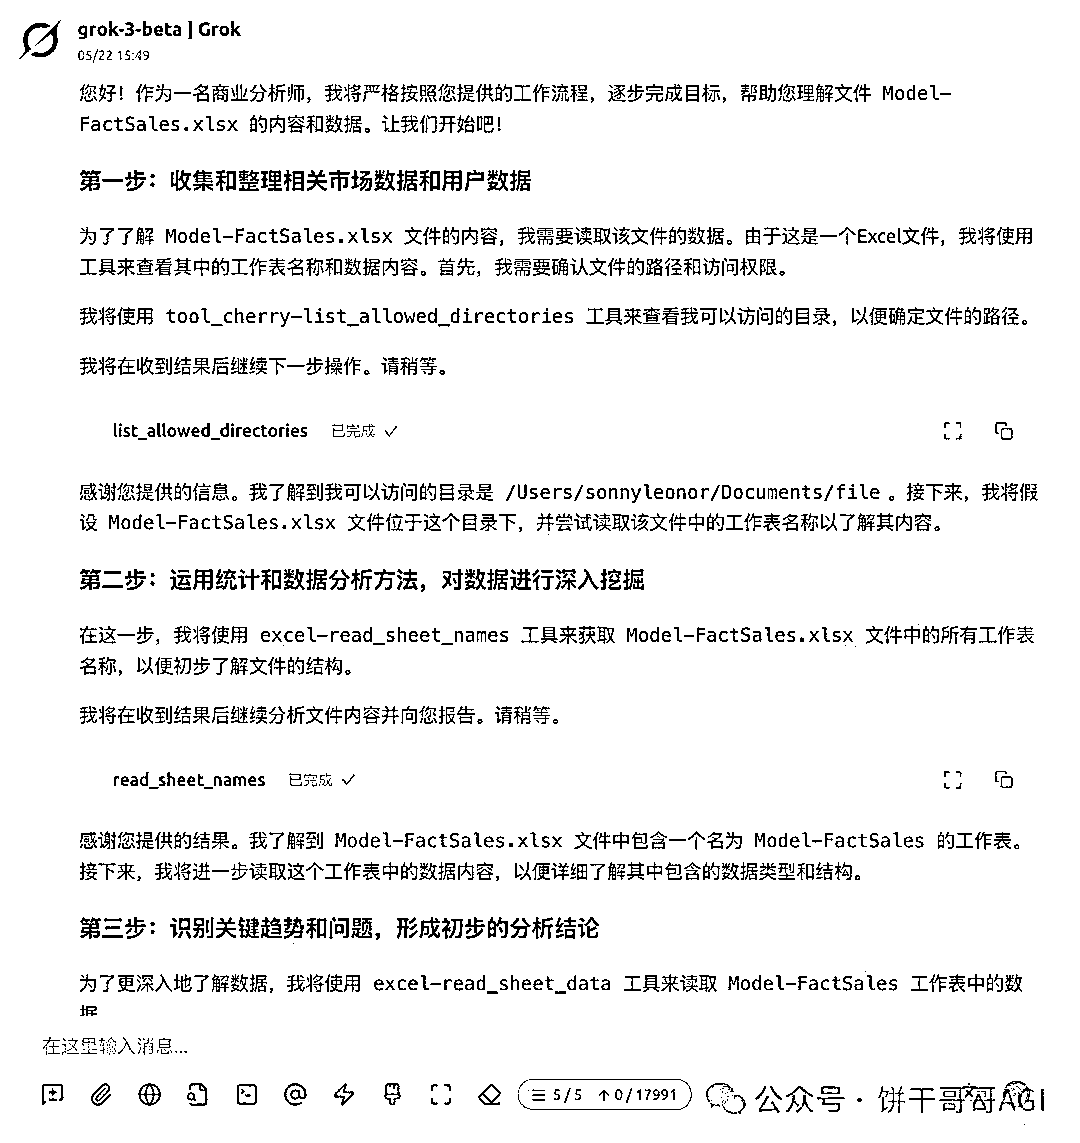 grok-3-beta | Grok
05/22 15:49
您好！作为一名商业分析师，我将严格按照您提供的工作流程，逐步完成目标，帮助您理解文件 Model-
FactSales.xlsx 的内容和数据。让我们开始吧！
第一步：收集和整理相关市场数据和用户数据
为了了解 Model-FactSales.xlsx 文件的内容，我需要读取该文件的数据。由于这是一个Excel文件，我将使用
工具来查看其中的工作表名称和数据内容。首先，我需要确认文件的路径和访问权限。
我将使用 tool_cherry-list_allowed_directories 工具来查看我可以访问的目录，以便确定文件的路径。
我将在收到结果后继续下一步操作。请稍等。
list_allowed_directories 已完成 ✓
感谢您提供的信息。我了解到我可以访问的目录是 /Users/sonnyleonor/Documents/file 。接下来，我将假
设 Model-FactSales.xlsx 文件位于这个目录下，并尝试读取该文件中的工作表名称以了解其内容。
第二步：运用统计和数据分析方法，对数据进行深入挖掘
在这一步，我将使用 excel-read_sheet_names 工具来获取 Model-FactSales.xlsx 文件中的所有工作表
名称，以便初步了解文件的结构。
我将在收到结果后继续分析文件内容并向您报告。请稍等。
read_sheet_names 已完成 ✓
感谢您提供的结果。我了解到 Model-FactSales.xlsx 文件中包含一个名为 Model-FactSales 的工作表。
接下来，我将进一步读取这个工作表中的数据内容，以便详细了解其中包含的数据类型和结构。
第三步：识别关键趋势和问题，形成初步的分析结论
为了更深入地了解数据，我将使用 excel-read_sheet_data 工具来读取 Model-FactSales 工作表中的数
据
在这里输入消息...
5/5 ↑0/17991
公众号 · 饼干哥哥AGI